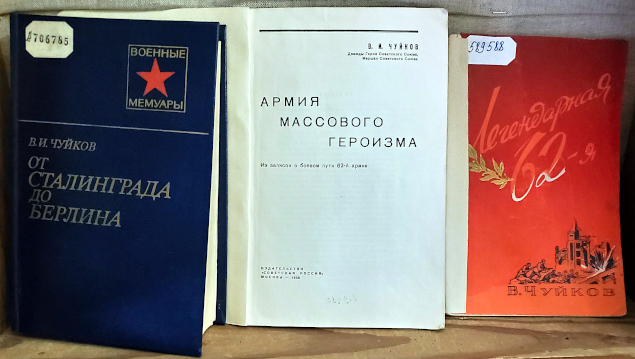 706785
ВОЕННЫЕ
МЕМУАРЫ
В.И.ЧУЙКОВ
ОТ
СТАЛИНГРАДА
ДО
БЕРЛИНА
В. И. ЧУЙКОВ
Дважды Герой Советского Союза,
Маршал Советского Союза
АРМИЯ
МАССОВОГО
ГЕРОИЗМА
Из записок о боевом пути 62-й армии
ИЗДАТЕЛЬСТВО
«СОВЕТСКАЯ РОССИЯ»
МОСКВА —
589588
Легендарная
62-я
В. ЧУЙКОВ